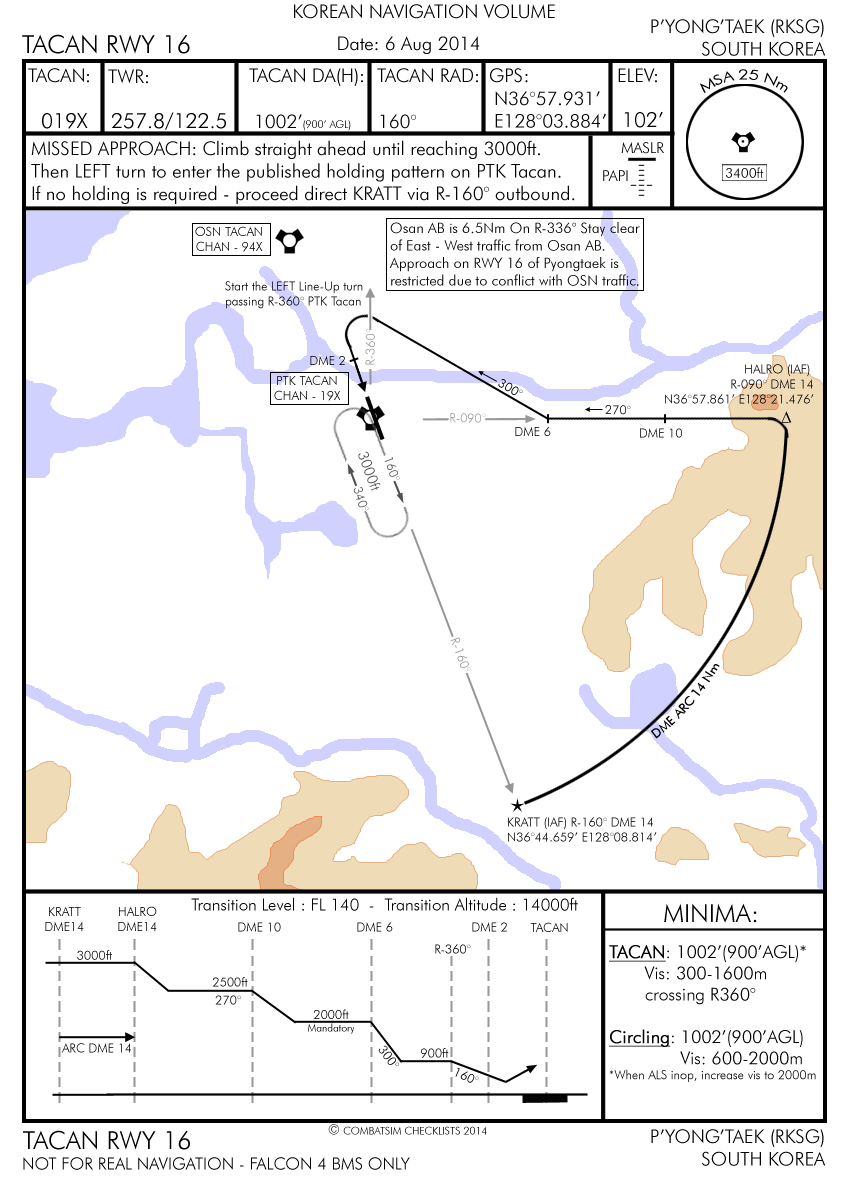 KOREAN NAVIGATION VOLUME
TACAN RWY 16
Date: 6 Aug 2014
P'YONG'TAEK (RKSG)
SOUTH KOREA
TACAN:
019X
TWR:
257.8/122.5
TACAN DA(H):
1002'(900' AGL)
TACAN RAD:
160°
GPS:
N36°57.931'
E128°03.884'
ELEV:
102'
MSA 25 Nm
3400ft
MISSED APPROACH: Climb straight ahead until reaching 3000ft.
Then LEFT turn to enter the published holding pattern on PTK Tacan.
If no holding is required - proceed direct KRATT via R-160° outbound.
MASLR
PAPI
OSN TACAN
CHAN - 94X
Osan AB is 6.5Nm On R-336° Stay clear
of East - West traffic from Osan AB.
Approach on RWY 16 of Pyongtaek is
restricted due to conflict with OSN traffic.
Start the LEFT Line-Up turn
passing R-360° PTK Tacan
R-360°
DME 2
PTK TACAN
CHAN - 19X
300°
HALRO (IAF)
R-090° DME 14
N36°57.861' E128°21.476'
R-090°
270°
DME 6
DME 10
160°
3000ft
340°
R-160°
DME ARC 14 Nm
KRATT (IAF) R-160° DME 14
N36°44.659' E128°08.814'
Transition Level : FL 140 - Transition Altitude : 14000ft
KRATT
DME14
HALRO
DME14
DME 10
DME 6
R-360°
DME 2
TACAN
3000ft
2500ft
270°
2000ft
Mandatory
300°
900ft
160°
ARC DME 14
MINIMA:
TACAN: 1002'(900'AGL)*
Vis: 300-1600m
crossing R360°
Circling: 1002'(900'AGL)
Vis: 600-2000m
*When ALS inop, increase vis to 2000m
© COMBATSIM CHECKLISTS 2014
TACAN RWY 16
NOT FOR REAL NAVIGATION - FALCON 4 BMS ONLY
P'YONG'TAEK (RKSG)
SOUTH KOREA